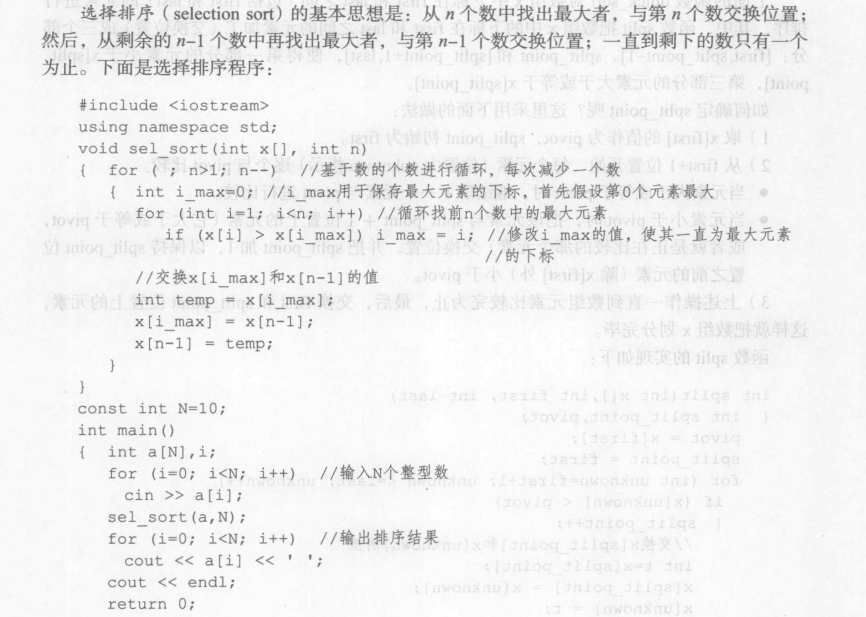 选择排序(selection sort)的基本思想是:从n个数中找出最大者,与第n个数交换位置;
然后,从剩余的n-1个数中再找出最大者,与第n-1个数交换位置;一直到剩下的数只有一个
为止。下面是选择排序程序:
#include <iostream>
using namespace std;
void sel_sort(int x[], int n)
{ for ( ; n>1; n--) //基于数的个数进行循环,每次减少一个数
{ int i_max=0; //i_max用于保存最大元素的下标,首先假设第0个元素最大
for (int i=1; i<n; i++) //循环找前n个数中的最大元素
if (x[i] > x[i_max]) i_max = i; //修改i_max的值,使其一直为最大元素
//的下标
//交换x[i_max]和x[n-1]的值
int temp = x[i_max];
x[i_max] = x[n-1];
x[n-1] = temp;
}
}
const int N=10;
int main()
{ int a[N],i;
for (i=0; i<N; i++) //输入N个整型数
cin >> a[i];
sel_sort(a,N);
for (i=0; i<N; i++) //输出排序结果
cout << a[i] << ' ';
cout << endl;
return 0;